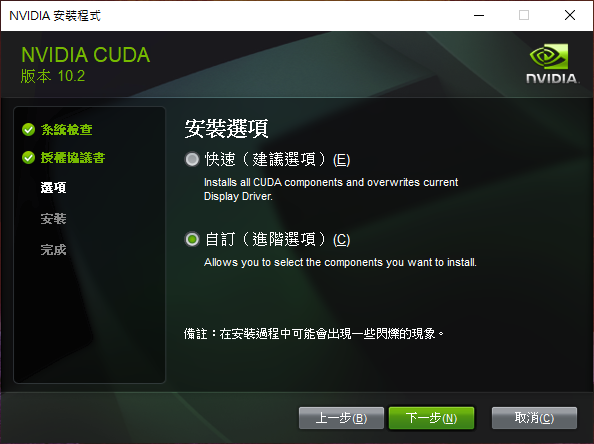 NVIDIA 安裝程式
NVIDIA CUDA
版本 10.2
NVIDIA.
系統檢查
授權協議書
選項
安裝
完成
安裝選項
快速（建議選項）(E)
Installs all CUDA components and overwrites current
Display Driver.
自訂（進階選項）(C)
Allows you to select the components you want to install.
備註：在安裝過程中可能會出現一些閃爍的現象。
上一步(B)
下一步(N)
取消(C)